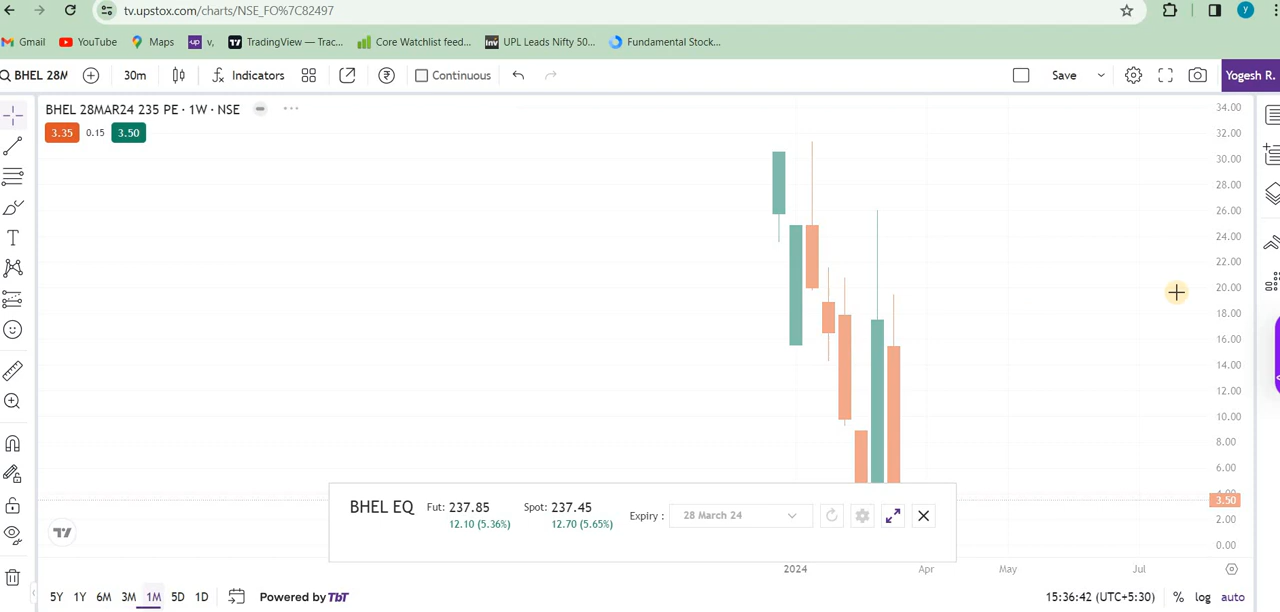 tv.upstox.com/charts/NSE_FO%7C82497
Gmail YouTube Maps up v, TradingView — Trac... Core Watchlist feed... Inv UPL Leads Nifty 50... Fundamental Stock...
BHEL 28M 30m Indicators Continuous Save Yogesh R.
BHEL 28MAR24 235 PE · 1W · NSE
3.35 0.15 3.50
34.00
32.00
30.00
28.00
26.00
24.00
22.00
20.00
18.00
16.00
14.00
12.00
10.00
8.00
6.00
4.00
3.50
2.00
0.00
BHEL EQ Fut: 237.85 Spot: 237.45 Expiry : 28 March 24
12.10 (5.36%) 12.70 (5.65%)
2024 Apr May Jul
5Y 1Y 6M 3M 1M 5D 1D Powered by TbT 15:36:42 (UTC+5:30) % log auto